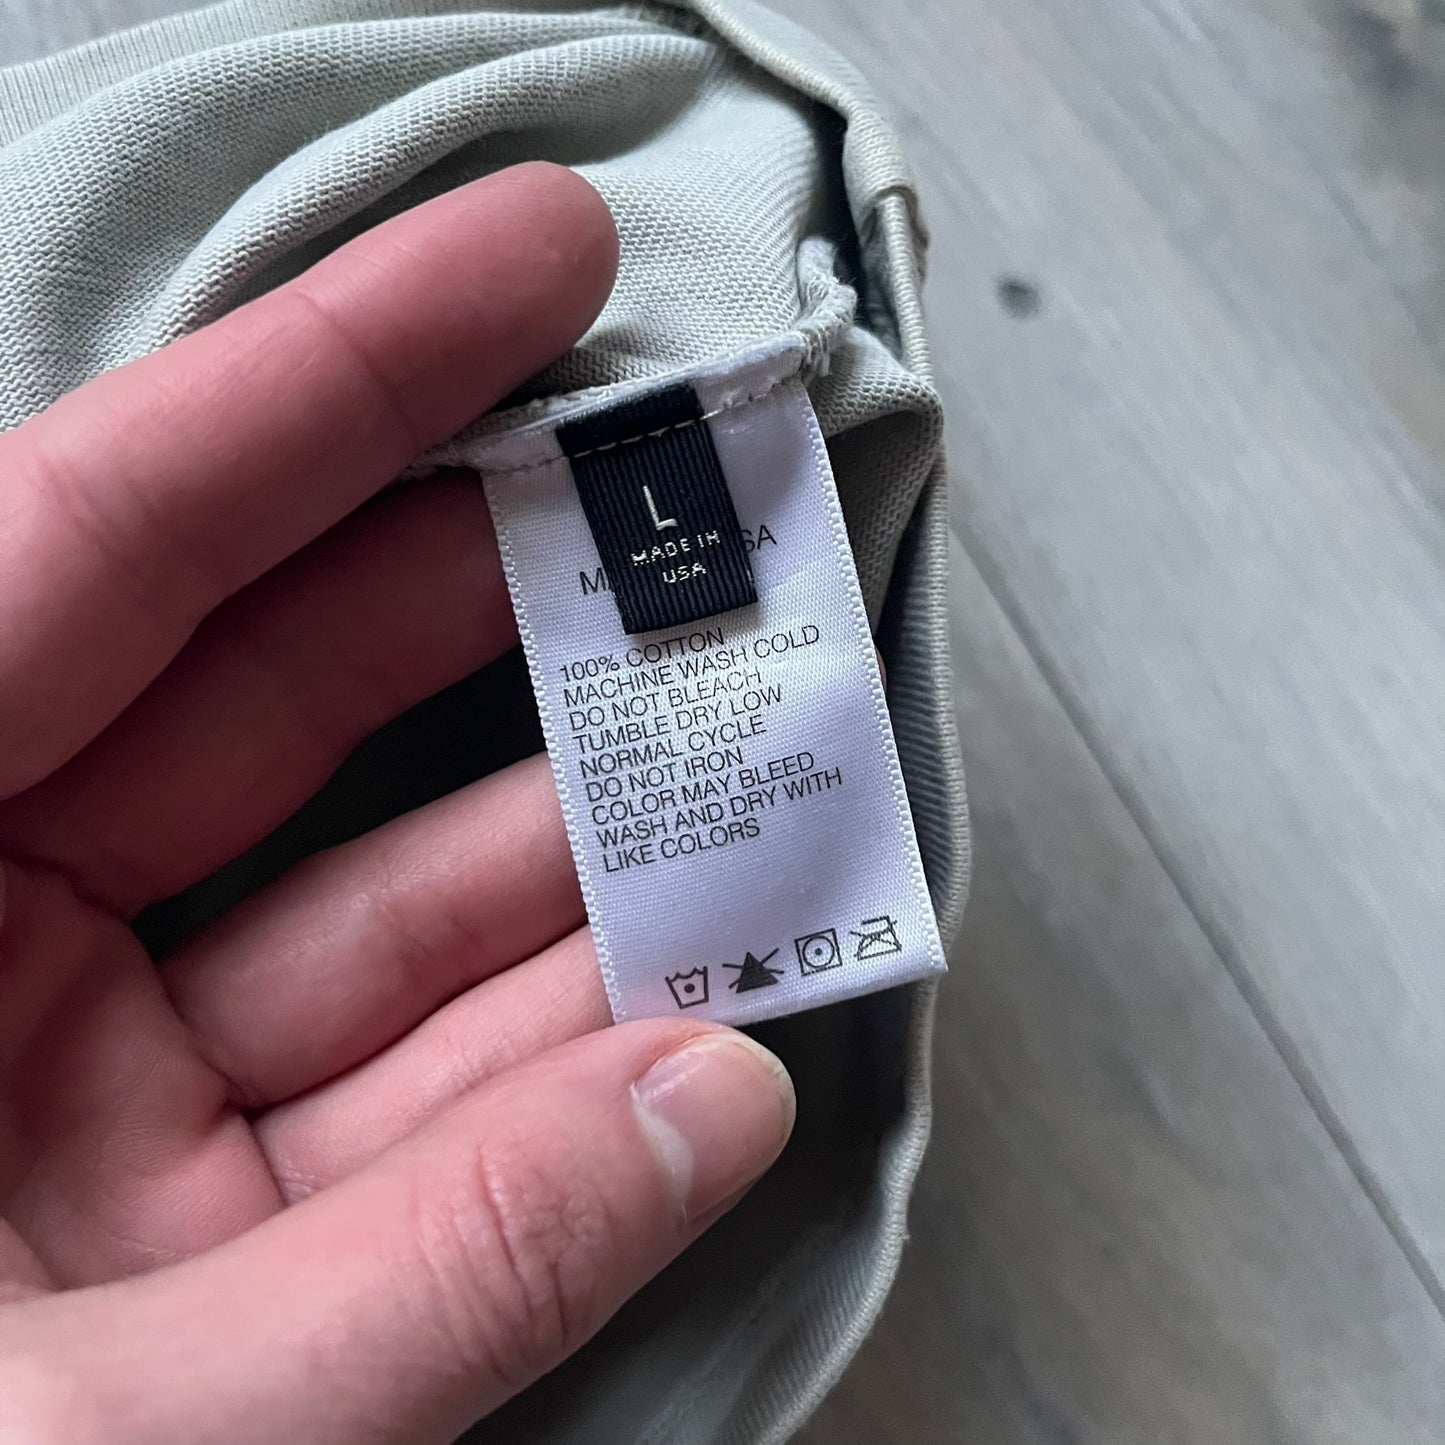 L
MADE IN
USA
SA
100% COTTON
MACHINE WASH COLD
DO NOT BLEACH
TUMBLE DRY LOW
NORMAL CYCLE
DO NOT IRON
COLOR MAY BLEED
WASH AND DRY WITH
LIKE COLORS